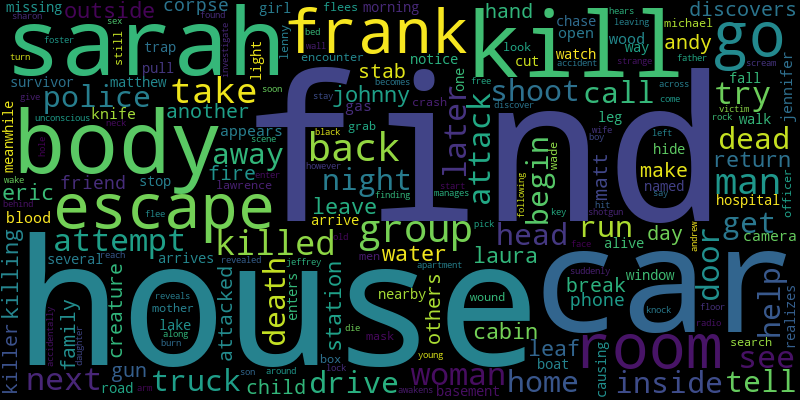 missing outside corpse girl flees morning hand chase discovers
sharon foster sex found lenny hears leaving michael
turn still investigate wall bed look open andy father
sarah frank kill go
survivor trap matthew light encounter notice wood way strange
unconscious pull stab cut watch accident scream jennifer
police take johnny one shoot call try becomes
meanwhile give knife another soon gas crash leg fall across
body find
appears stay grab hide rock walk victim
away back later attack begin matt make dead
wake eric friend stop fire black scene night return come
behind lawrence however enter leave finding start wife boy left man
blood escape arrive manages following wade named hospital officer
attempt killed group head run day get camera
several arrives water pick key shotgun hit say alive andrew
killing creature attacked death men laura door
house car
killer family reveals mother revealed jeffrey nearby others wound break window phone suddenly help realizes
lake along burn enters die station mask cabin face knock floor radio
accidentally daughter reach gun son around box young leaf boat causing room see search
next road truck arm child drive lock awakens woman basement home inside tell
apartment
discover